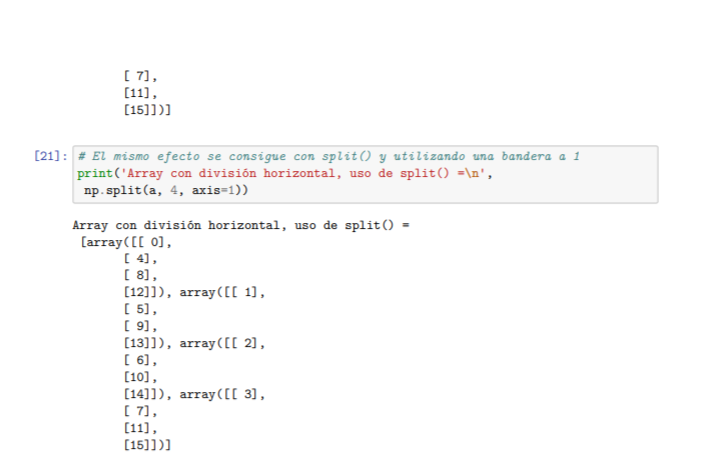 [ 7],
[11],
[15]])]
[21]: # El mismo efecto se consigue con split() y utilizando una bandera a 1
print('Array con división horizontal, uso de split() =\n',
np.split(a, 4, axis=1))
Array con división horizontal, uso de split() =
[array([[ 0],
[ 4],
[ 8],
[12]]), array([[ 1],
[ 5],
[ 9],
[13]]), array([[ 2],
[ 6],
[10],
[14]]), array([[ 3],
[ 7],
[11],
[15]])]